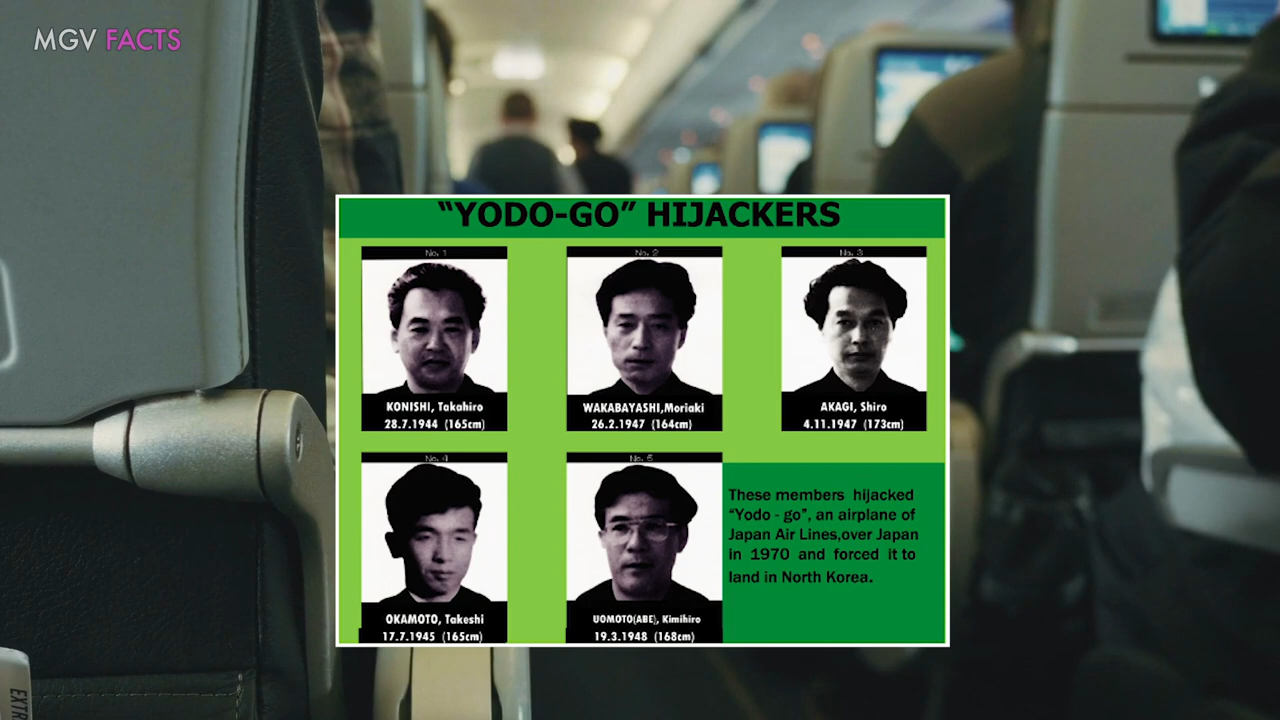 MGV FACTS
"YODO-GO" HIJACKERS
No. 1
No. 2
No. 3
KONISHI, Takahiro
28.7.1944 (165cm)
WAKABAYASHI,Moriaki
26.2.1947 (164cm)
AKAGI, Shiro
4.11.1947 (173cm)
No. 4
No. 5
OKAMOTO, Takeshi
17.7.1945 (165cm)
UOMOTO(ABE), Kimihiro
19.3.1948 (168cm)
These members hijacked
"Yodo - go", an airplane of
Japan Air Lines,over Japan
in 1970 and forced it to
land in North Korea.
EXTR